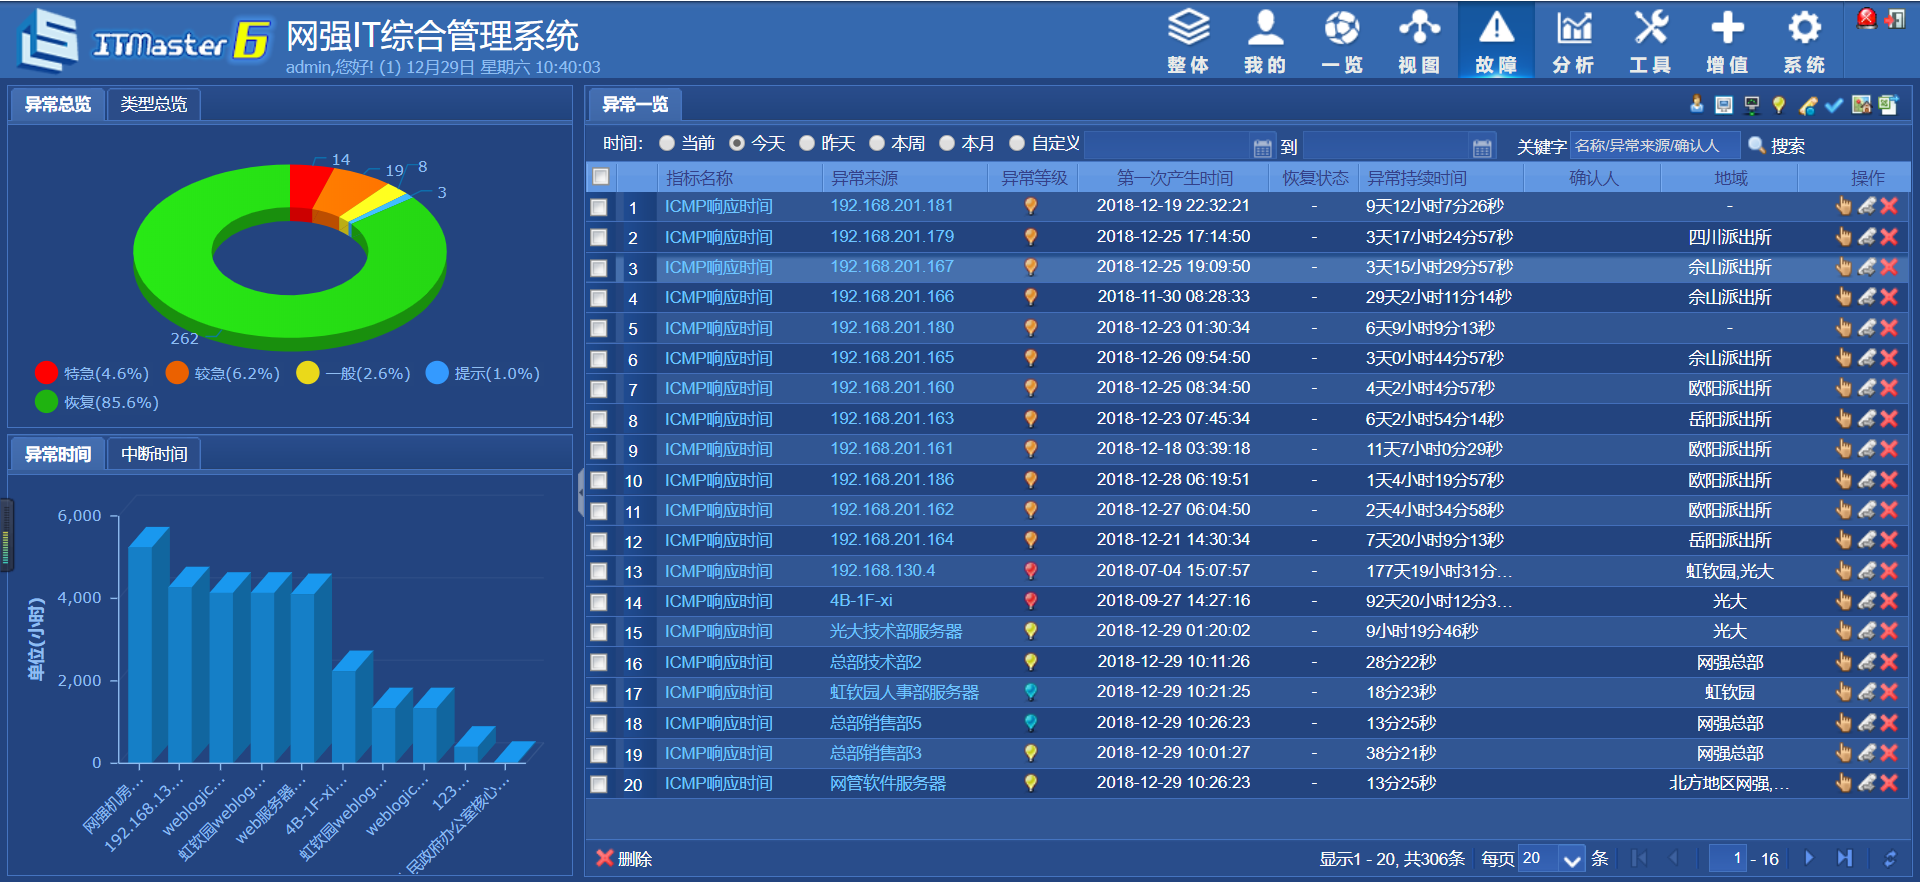 ITMaster 6 网强IT综合管理系统
admin,您好! (1) 12月29日 星期六 10:40:03
整体 我的 一览 视图 故障 分析 工具 增值 系统
异常总览 类型总览
14
19
8
3
262
特急(4.6%) 较急(6.2%) 一般(2.6%) 提示(1.0%)
恢复(85.6%)
异常时间 中断时间
单位(小时)
6,000
4,000
2,000
0
网强机房...
192.168.13...
weblogic...
虹钦园weblog...
web服务器...
4B-1F-xi...
虹钦园weblog...
weblogic...
123...
民政府办公室核心...
异常一览
时间: 当前 今天 昨天 本周 本月 自定义 到 关键字 名称/异常来源/确认人 搜索
指标名称 异常来源 异常等级 第一次产生时间 恢复状态 异常持续时间 确认人 地域 操作
1 ICMP响应时间 192.168.201.181 2018-12-19 22:32:21 - 9天12小时7分26秒 -
2 ICMP响应时间 192.168.201.179 2018-12-25 17:14:50 - 3天17小时24分57秒 四川派出所
3 ICMP响应时间 192.168.201.167 2018-12-25 19:09:50 - 3天15小时29分57秒 佘山派出所
4 ICMP响应时间 192.168.201.166 2018-11-30 08:28:33 - 29天2小时11分14秒 佘山派出所
5 ICMP响应时间 192.168.201.180 2018-12-23 01:30:34 - 6天9小时9分13秒 -
6 ICMP响应时间 192.168.201.165 2018-12-26 09:54:50 - 3天0小时44分57秒 佘山派出所
7 ICMP响应时间 192.168.201.160 2018-12-25 08:34:50 - 4天2小时4分57秒 欧阳派出所
8 ICMP响应时间 192.168.201.163 2018-12-23 07:45:34 - 6天2小时54分14秒 岳阳派出所
9 ICMP响应时间 192.168.201.161 2018-12-18 03:39:18 - 11天7小时0分29秒 欧阳派出所
10 ICMP响应时间 192.168.201.186 2018-12-28 06:19:51 - 1天4小时19分57秒 欧阳派出所
11 ICMP响应时间 192.168.201.162 2018-12-27 06:04:50 - 2天4小时34分58秒 欧阳派出所
12 ICMP响应时间 192.168.201.164 2018-12-21 14:30:34 - 7天20小时9分13秒 岳阳派出所
13 ICMP响应时间 192.168.130.4 2018-07-04 15:07:57 - 177天19小时31分... 虹钦园,光大
14 ICMP响应时间 4B-1F-xi 2018-09-27 14:27:16 - 92天20小时12分3... 光大
15 ICMP响应时间 光大技术部服务器 2018-12-29 01:20:02 - 9小时19分46秒 光大
16 ICMP响应时间 总部技术部2 2018-12-29 10:11:26 - 28分22秒 网强总部
17 ICMP响应时间 虹钦园人事部服务器 2018-12-29 10:21:25 - 18分23秒 虹钦园
18 ICMP响应时间 总部销售部5 2018-12-29 10:26:23 - 13分25秒 网强总部
19 ICMP响应时间 总部销售部3 2018-12-29 10:01:27 - 38分21秒 网强总部
20 ICMP响应时间 网管软件服务器 2018-12-29 10:26:23 - 13分25秒 北方地区网强,...
删除 显示1 - 20, 共306条 每页 20 条 1 - 16